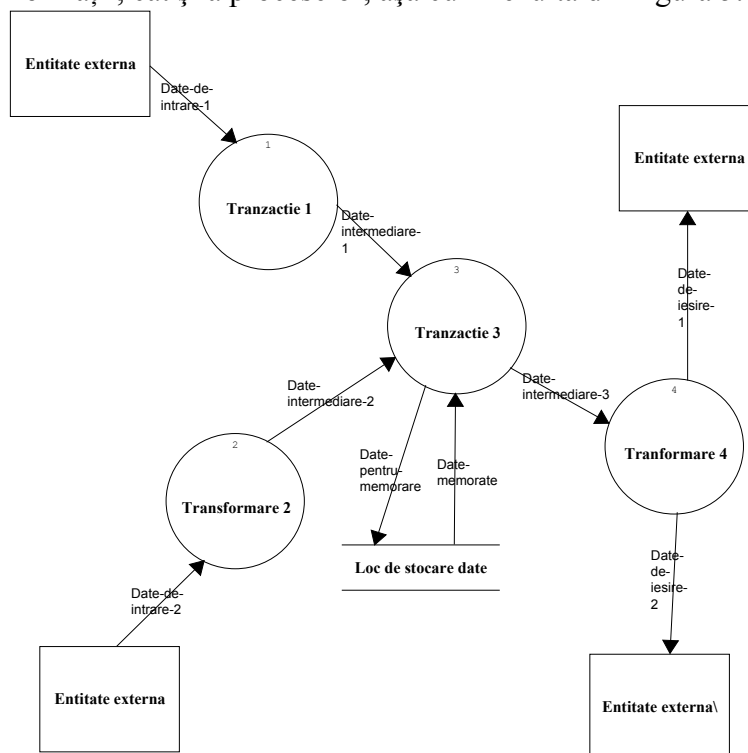 Entitate externa
Date-de-
intrare-1
1
Tranzactie 1
Entitate externa
Date-
intermediare-
1
3
Tranzactie 3
Date-
de-
iesire-
1
Date-
intermediare-2
Date-
intermediare-3
4
Tranformare 4
2
Transformare 2
Date-
pentru-
memorare
Date-
memorate
Loc de stocare date
Date-
de-
iesire-
2
Date-de-
intrare-2
Entitate externa
Entitate externa\